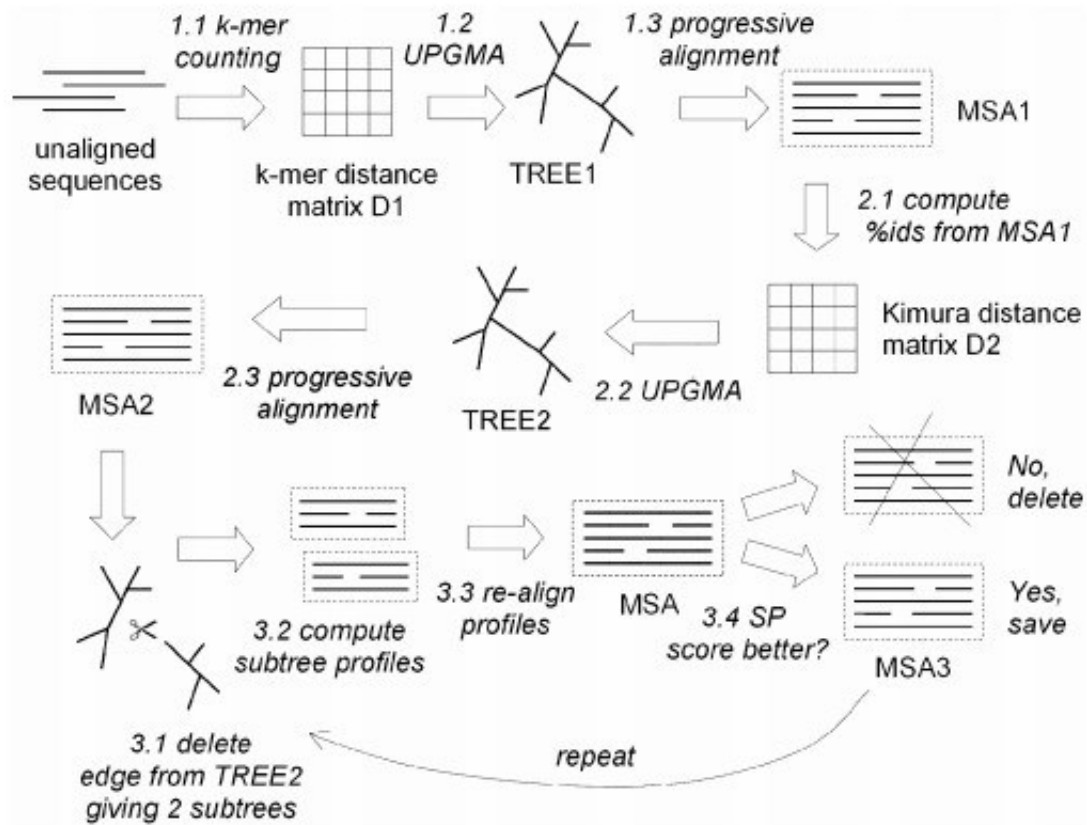 1.1 k-mer
counting
1.2
UPGMA
1.3 progressive
alignment
unaligned
sequences
k-mer distance
matrix D1
TREE1
MSA1
2.1 compute
%ids from MSA1
Kimura distance
matrix D2
2.2 UPGMA
TREE2
2.3 progressive
alignment
MSA2
3.1 delete
edge from TREE2
giving 2 subtrees
3.2 compute
subtree profiles
3.3 re-align
profiles
MSA
3.4 SP
score better?
No,
delete
Yes,
save
MSA3
repeat